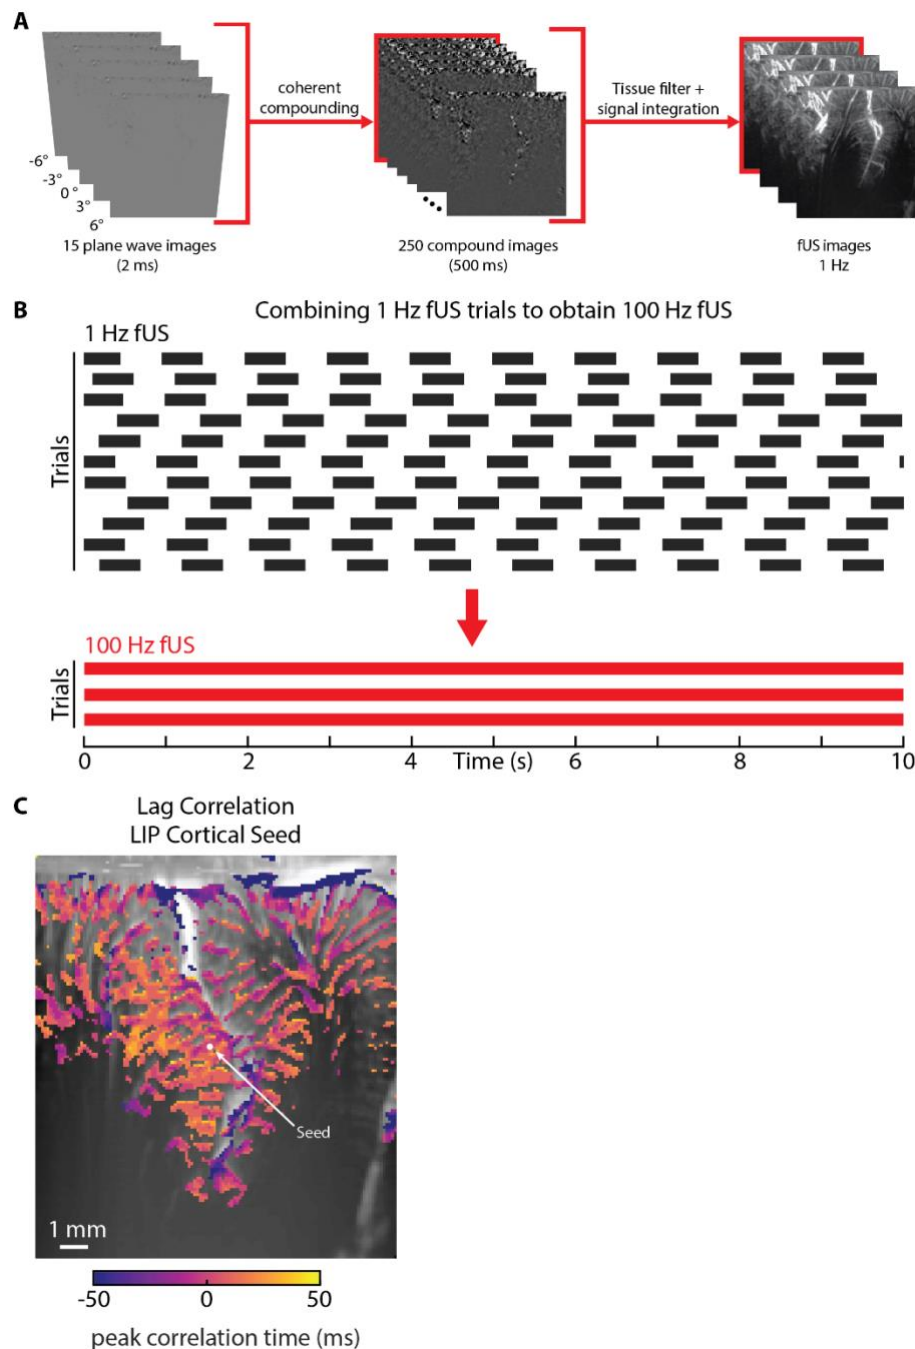 A
-6°
-3°
0 °
3°
6°
coherent
compounding
Tissue filter +
signal integration
15 plane wave images
(2 ms)
250 compound images
(500 ms)
fUS images
1 Hz
B
Combining 1 Hz fUS trials to obtain 100 Hz fUS
1 Hz fUS
Trials
100 Hz fUS
Trials
0 2 4 6 8 10
Time (s)
C
Lag Correlation
LIP Cortical Seed
Seed
1 mm
-50 0 50
peak correlation time (ms)